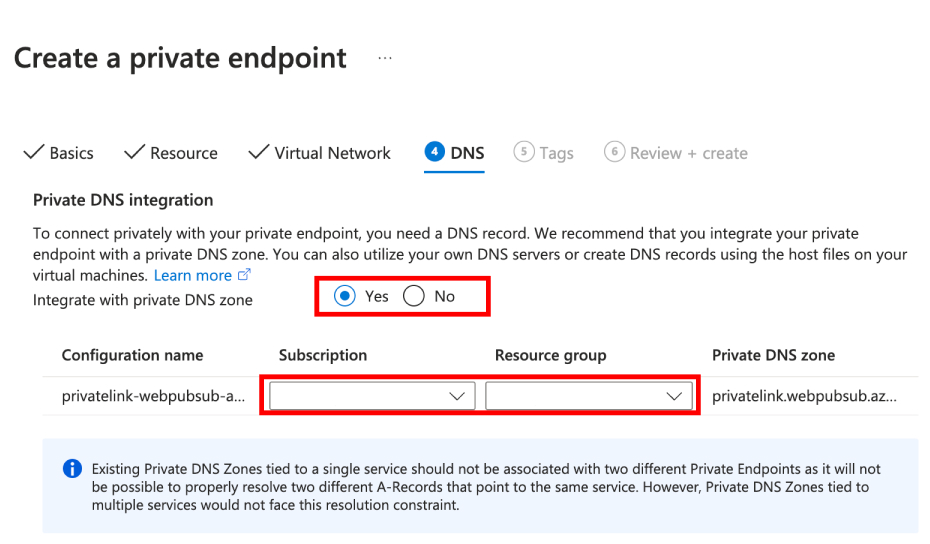 Create a private endpoint ...
Basics Resource Virtual Network 4 DNS 5 Tags 6 Review + create
Private DNS integration
To connect privately with your private endpoint, you need a DNS record. We recommend that you integrate your private
endpoint with a private DNS zone. You can also utilize your own DNS servers or create DNS records using the host files on your
virtual machines. Learn more
Integrate with private DNS zone Yes No
Configuration name Subscription Resource group Private DNS zone
privatelink-webpubsub-a... privatelink.webpubsub.az...
Existing Private DNS Zones tied to a single service should not be associated with two different Private Endpoints as it will not
be possible to properly resolve two different A-Records that point to the same service. However, Private DNS Zones tied to
multiple services would not face this resolution constraint.